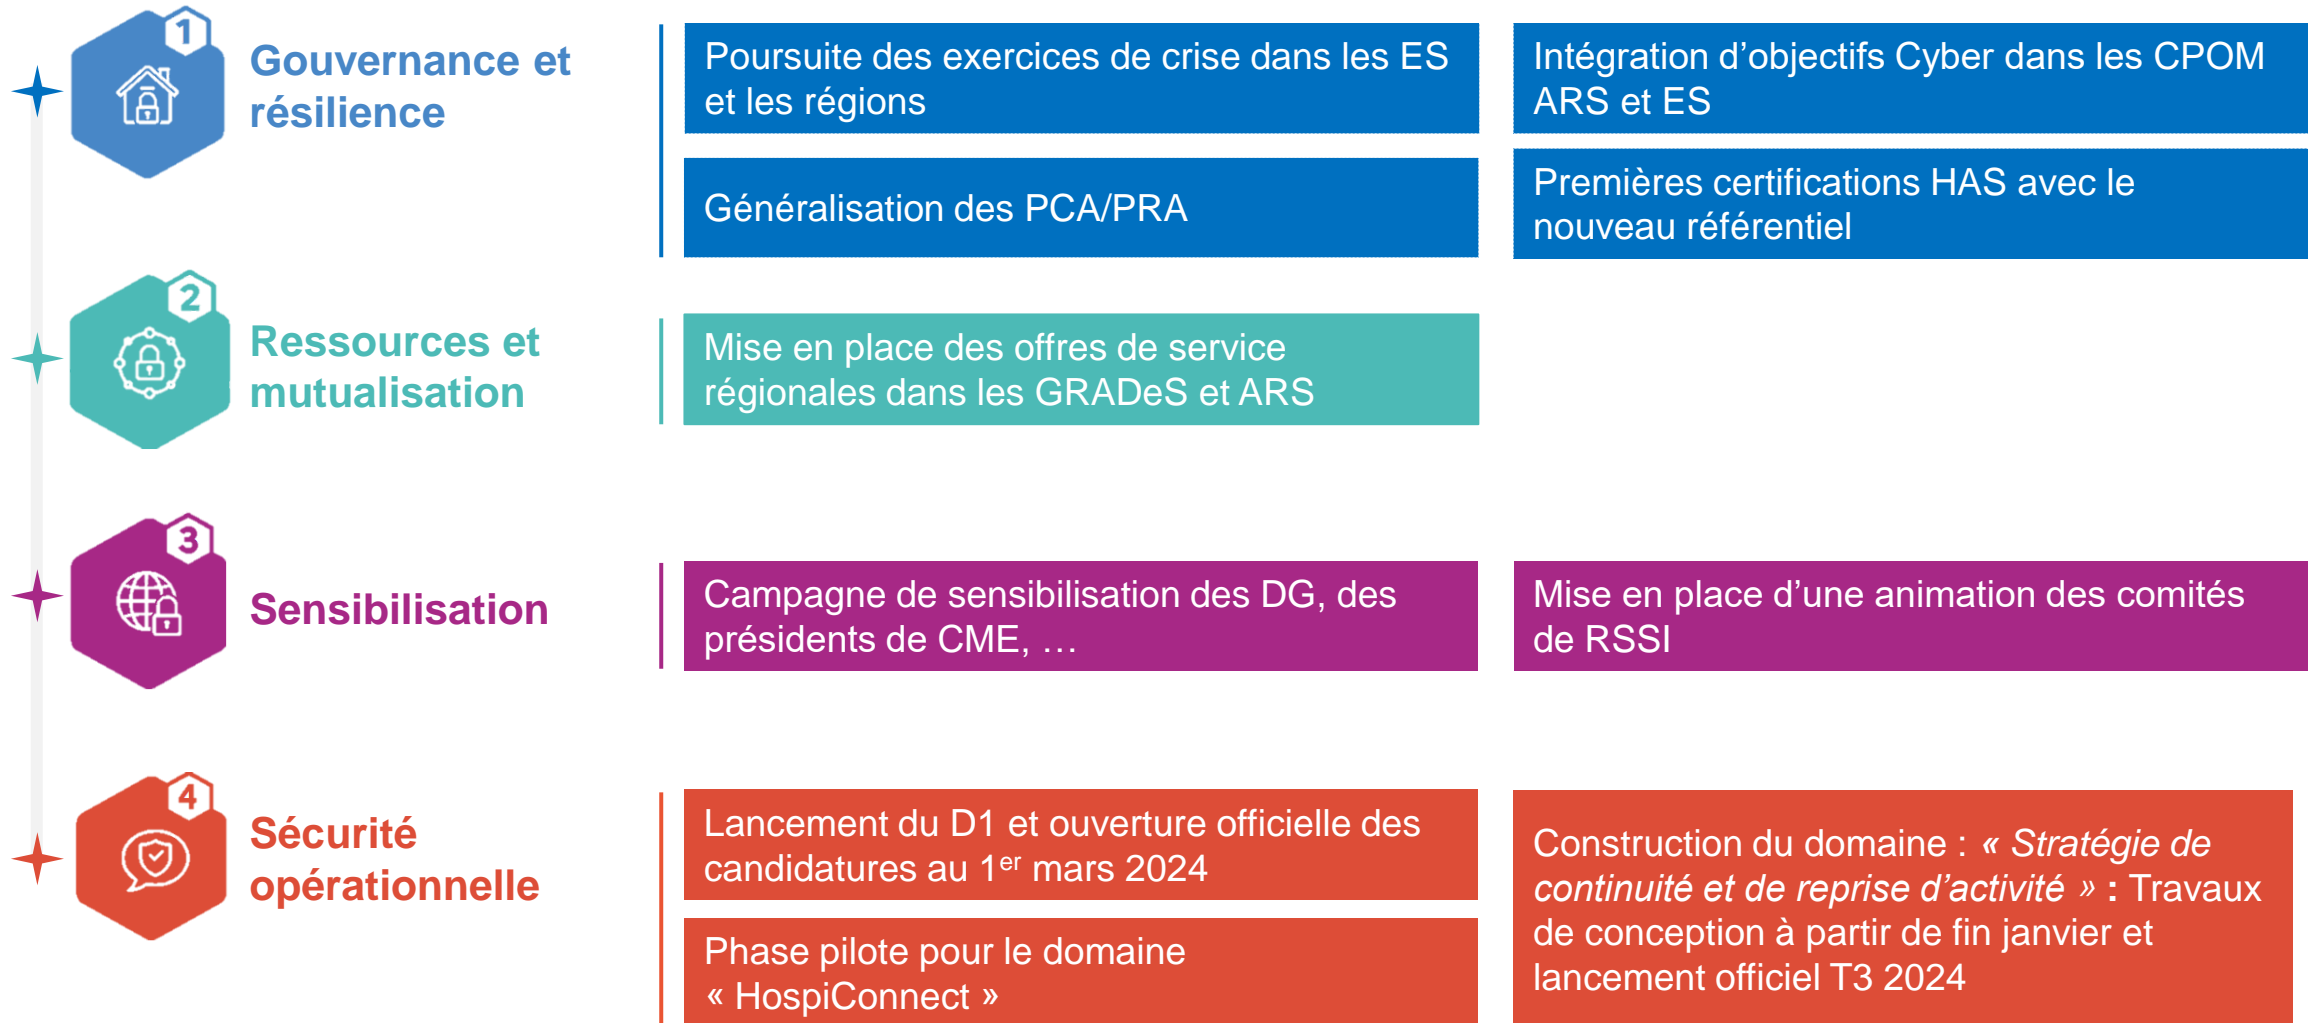 1
Gouvernance et
résilience
Poursuite des exercices de crise dans les ES
et les régions
Intégration d’objectifs Cyber dans les CPOM
ARS et ES
Généralisation des PCA/PRA
Premières certifications HAS avec le
nouveau référentiel
2
Ressources et
mutualisation
Mise en place des offres de service
régionales dans les GRADeS et ARS
3
Sensibilisation
Campagne de sensibilisation des DG, des
présidents de CME, …
Mise en place d’une animation des comités
de RSSI
4
Sécurité
opérationnelle
Lancement du D1 et ouverture officielle des
candidatures au 1er mars 2024
Phase pilote pour le domaine
« HospiConnect »
Construction du domaine : « Stratégie de
continuité et de reprise d’activité » : Travaux
de conception à partir de fin janvier et
lancement officiel T3 2024